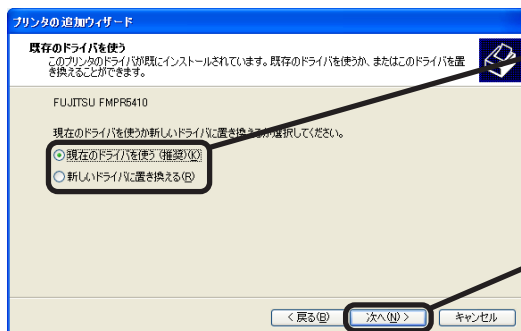 プリンタの追加ウィザード
既存のドライバを使う
このプリンタのドライバが既にインストールされています。既存のドライバを使うか、またはこのドライバを置
き換えることができます。
FUJITSU FMPR5410
現在のドライバを使うか新しいドライバに置き換えるか選択してください。
現在のドライバを使う(推奨)(K)
新しいドライバに置き換える(R)
< 戻る(B)
次へ(N) >
キャンセル